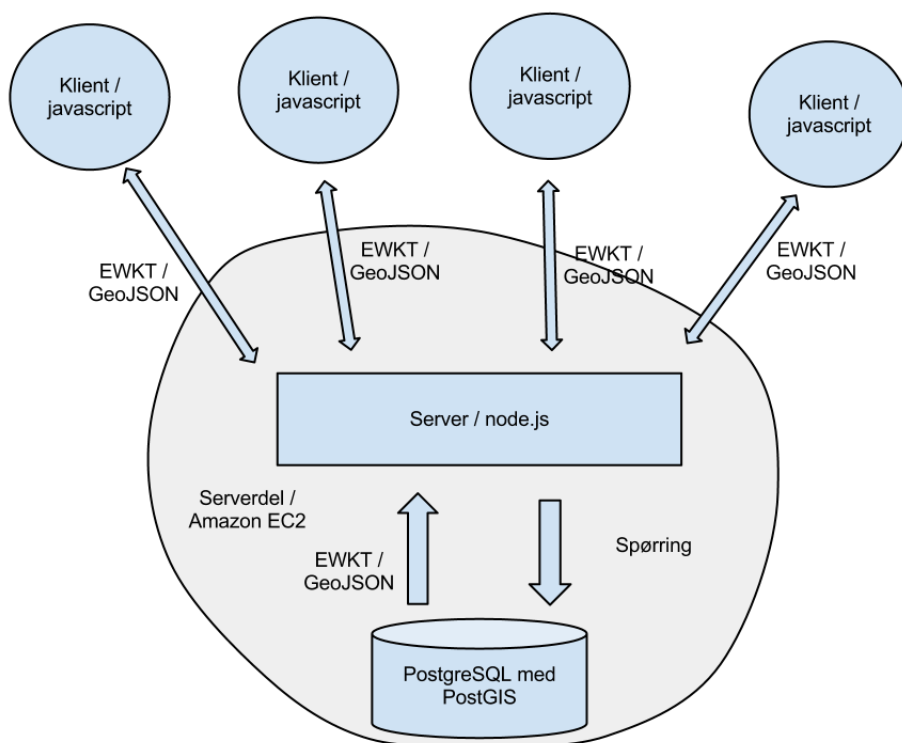 Klient /
javascript
Klient /
javascript
Klient /
javascript
Klient /
javascript
EWKT /
GeoJSON
EWKT /
GeoJSON
EWKT /
GeoJSON
EWKT /
GeoJSON
Server / node.js
Serverdel /
Amazon EC2
EWKT /
GeoJSON
Spørring
PostgreSQL med
PostGIS